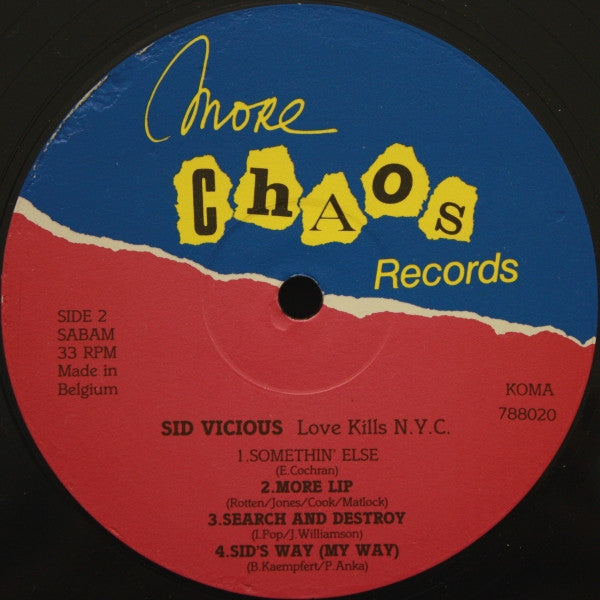 More
Chaos
Records
SIDE 2
SABAM
33 RPM
Made in
Belgium
KOMA
788020
SID VICIOUS Love Kills N.Y.C.
1.SOMETHIN' ELSE
(E.Cochran)
2.MORE LIP
(Rotten/Jones/Cook/Matlock)
3.SEARCH AND DESTROY
(I.Pop/J.Williamson)
4.SID'S WAY (MY WAY)
(B.Kaempfert/P.Anka)